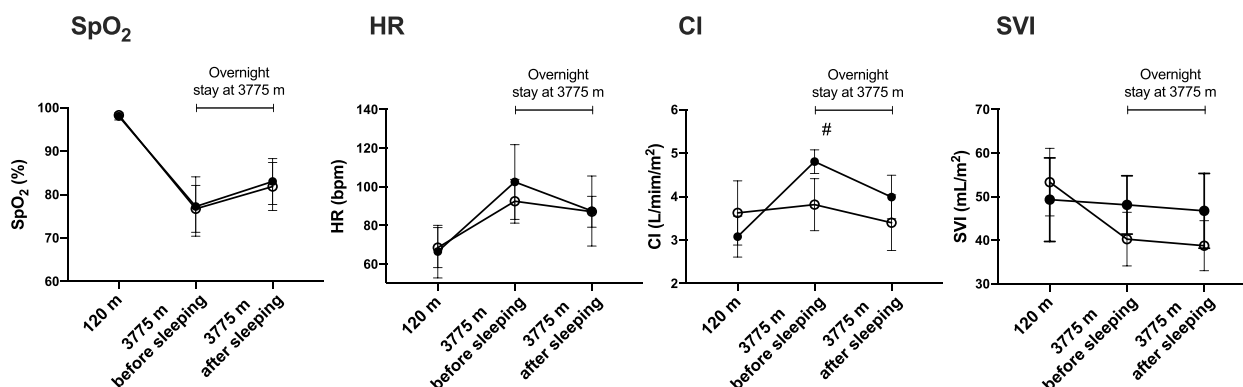 SpO2
HR
CI
SVI
Overnight
stay at 3775 m
100
90
80
70
60
SpO2 (%)
120 m
3775 m
before sleeping
3775 m
after sleeping
Overnight
stay at 3775 m
140
120
100
80
60
HR (bpm)
120 m
3775 m
before sleeping
3775 m
after sleeping
Overnight
stay at 3775 m
#
6
5
4
3
2
CI (L/mim/m²)
120 m
3775 m
before sleeping
3775 m
after sleeping
Overnight
stay at 3775 m
70
60
50
40
30
SVI (mL/m²)
120 m
3775 m
before sleeping
3775 m
after sleeping